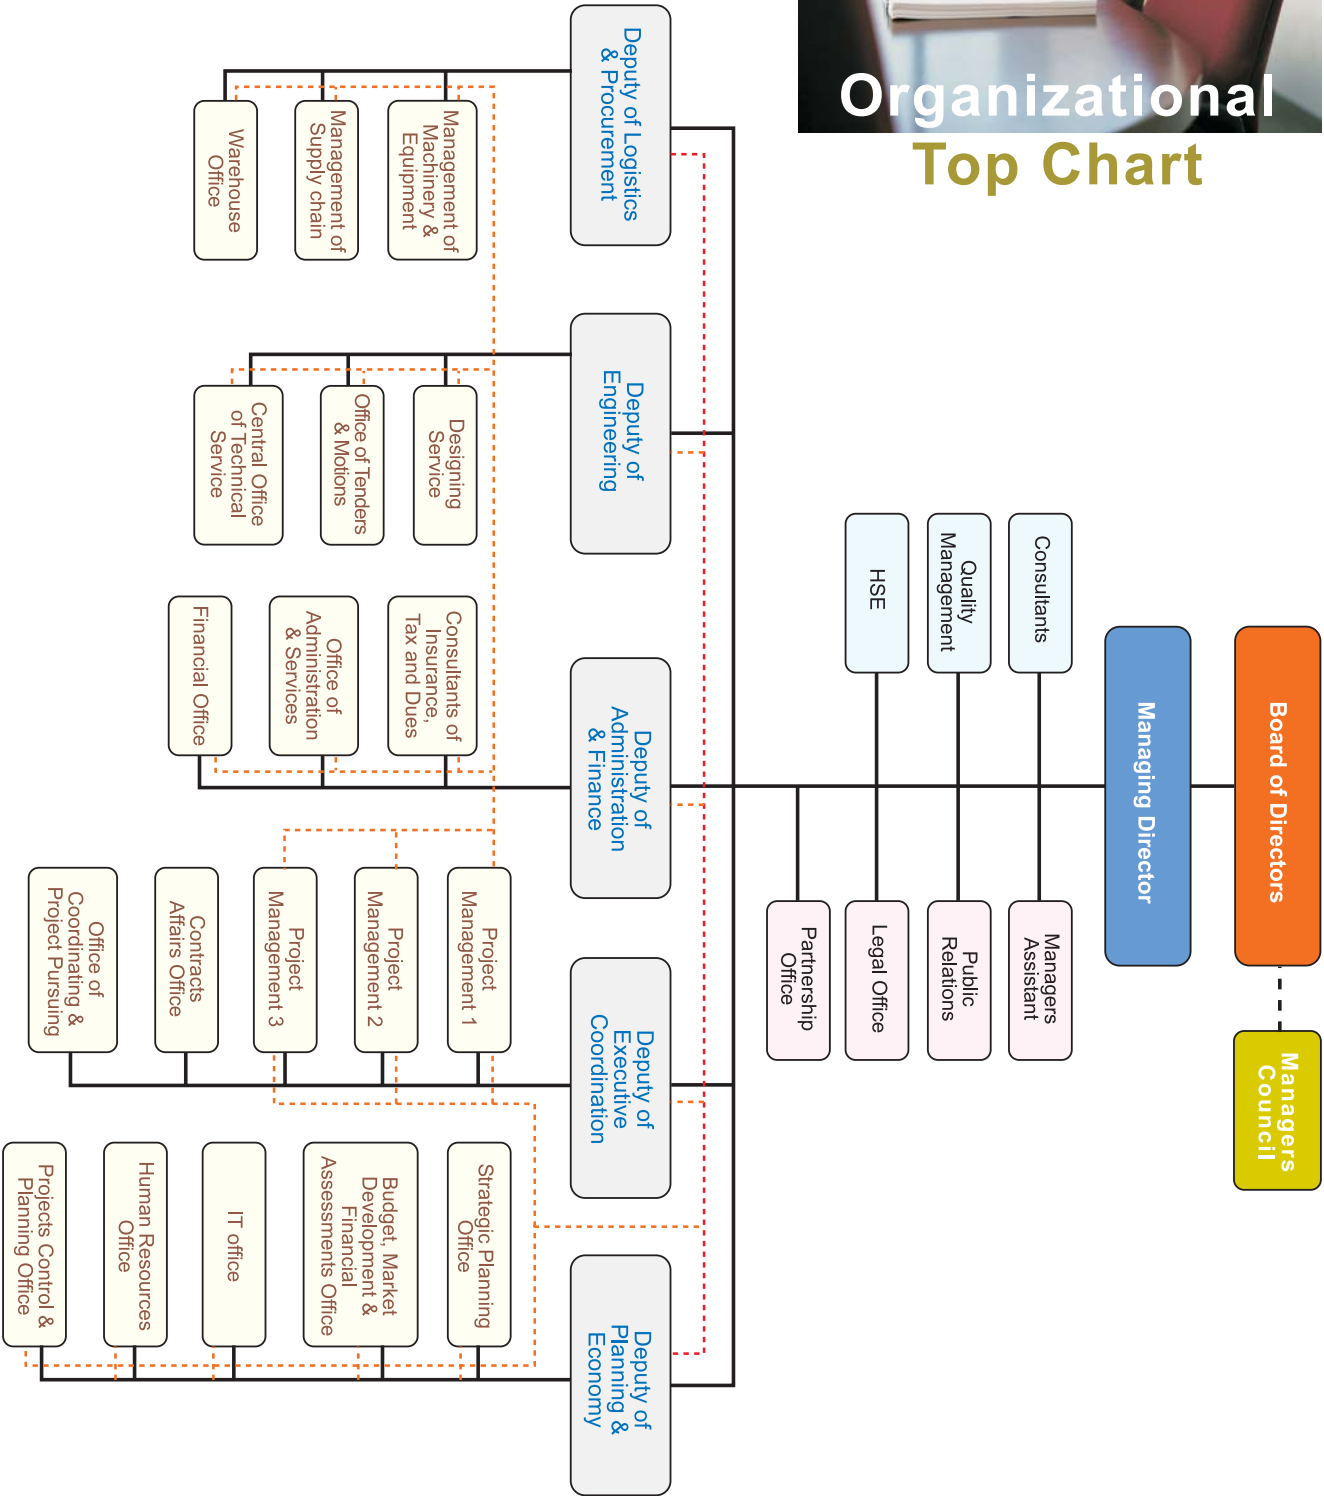 Organizational
Top Chart
Board of Directors
Managers
Council
Managing Director
Consultants
Quality
Management
HSE
Managers
Assistant
Public
Relations
Legal Office
Partnership
Office
Deputy of Logistics
& Procurement
Management of
Machinery &
Equipment
Management of
Supply chain
Warehouse
Office
Deputy of
Engineering
Designing
Service
Office of Tenders
& Motions
Central Office
of Technical
Service
Deputy of
Administration
& Finance
Consultants of
Insurance,
Tax and Dues
Office of
Administration
& Services
Financial Office
Deputy of
Executive
Coordination
Project
Management 1
Project
Management 2
Project
Management 3
Contracts
Affairs Office
Office of
Coordinating &
Project Pursuing
Deputy of
Planning &
Economy
Strategic Planning
Office
Budget, Market
Development &
Financial
Assessments Office
IT office
Human Resources
Office
Projects Control &
Planning Office